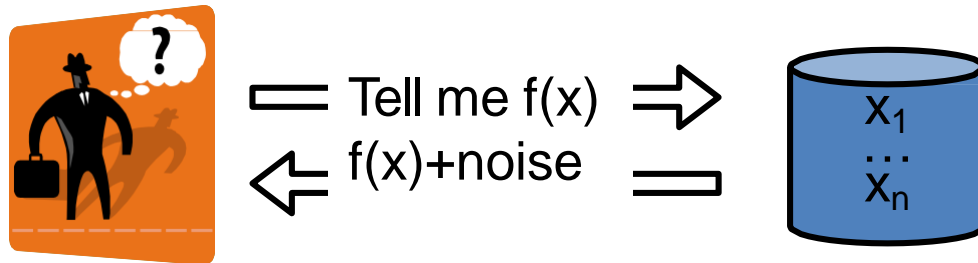 ?
Tell me f(x)
f(x)+noise
x₁
...
xₙ